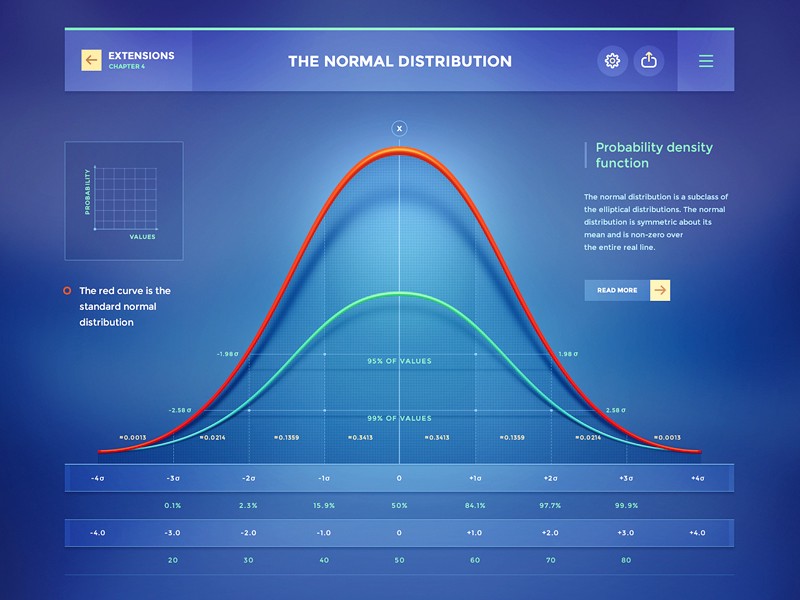 EXTENSIONS
CHAPTER 4
THE NORMAL DISTRIBUTION
X
PROBABILITY
VALUES
The red curve is the
standard normal
distribution
Probability density
function
The normal distribution is a subclass of
the elliptical distributions. The normal
distribution is symmetric about its
mean and is non-zero over
the entire real line.
READ MORE
-1.98 σ 1.98 σ
95% OF VALUES
-2.58 σ 2.58 σ
99% OF VALUES
≈0.0013 ≈0.0214 ≈0.1359 ≈0.3413 ≈0.3413 ≈0.1359 ≈0.0214 ≈0.0013
-4σ -3σ -2σ -1σ 0 +1σ +2σ +3σ +4σ
0.1% 2.3% 15.9% 50% 84.1% 97.7% 99.9%
-4.0 -3.0 -2.0 -1.0 0 +1.0 +2.0 +3.0 +4.0
20 30 40 50 60 70 80